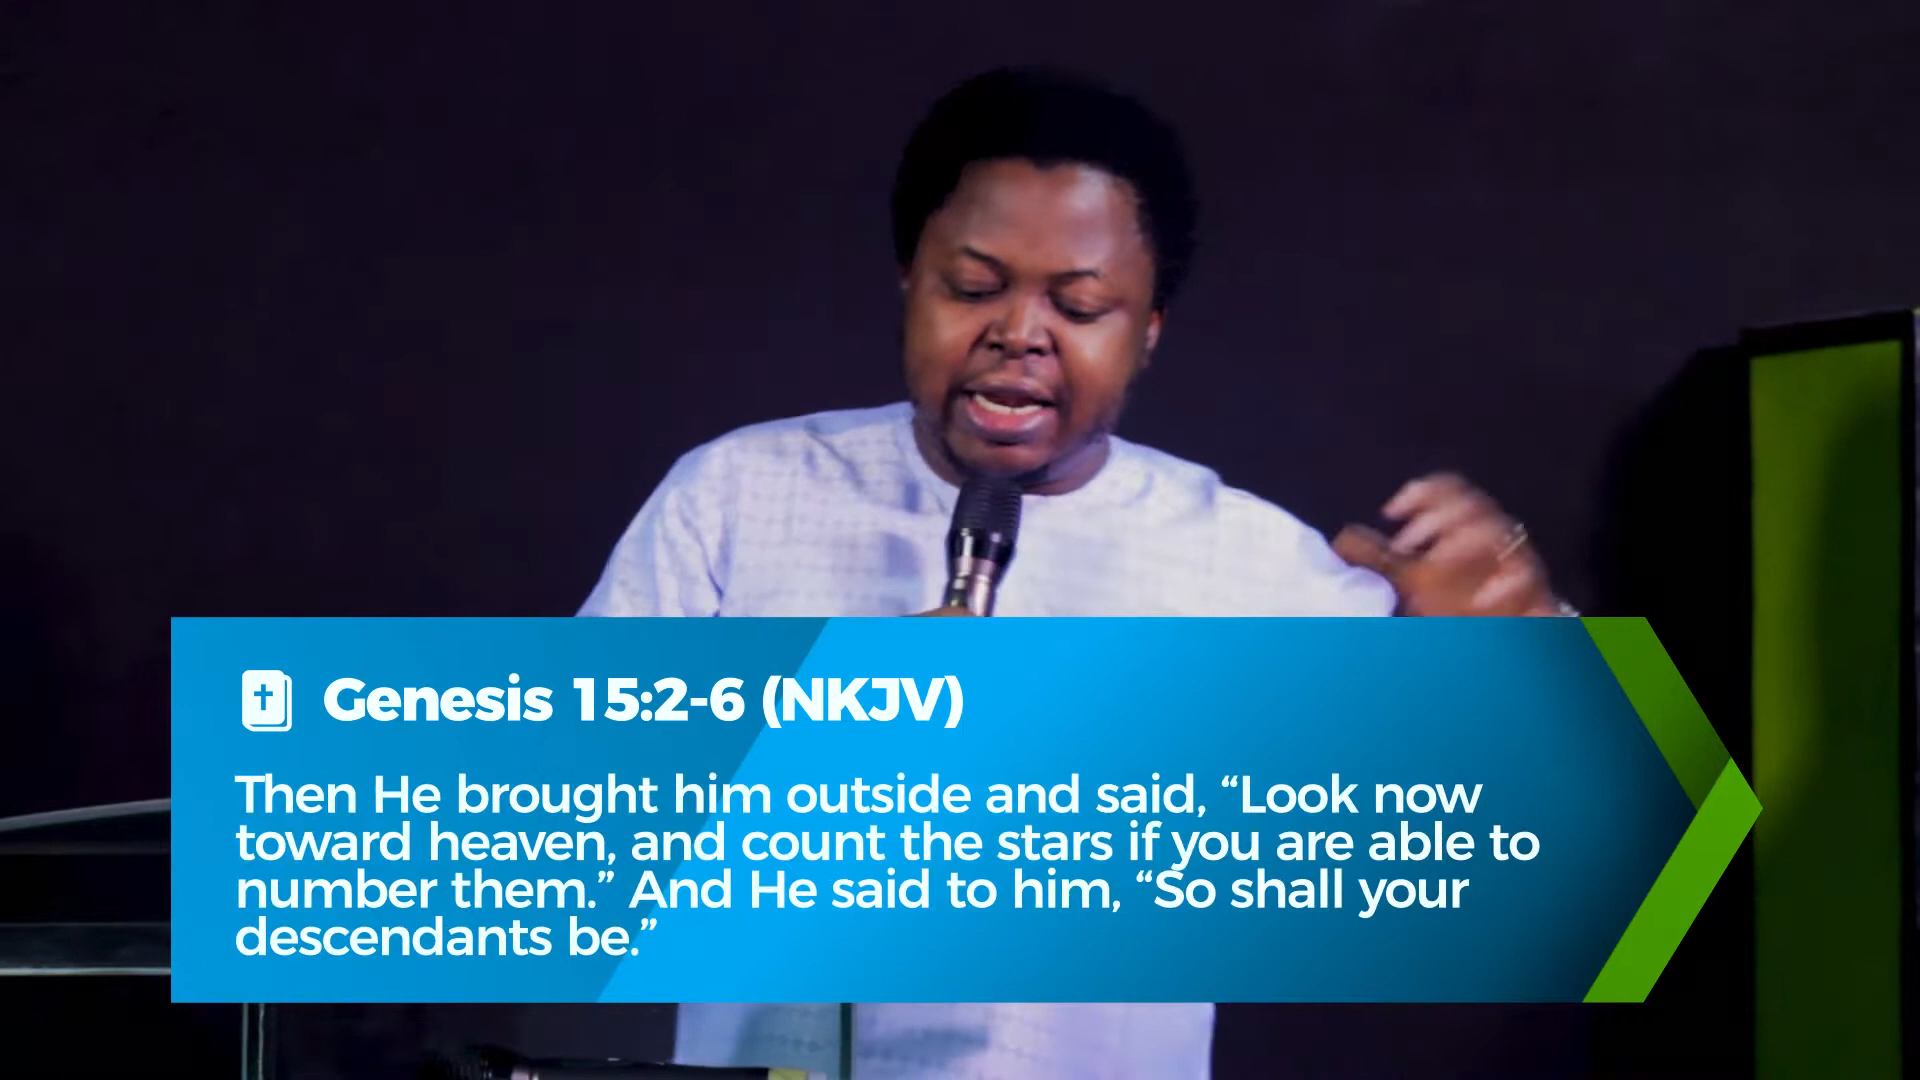 Genesis 15:2-6 (NKJV)
Then He brought him outside and said, “Look now
toward heaven, and count the stars if you are able to
number them.” And He said to him, “So shall your
descendants be.”